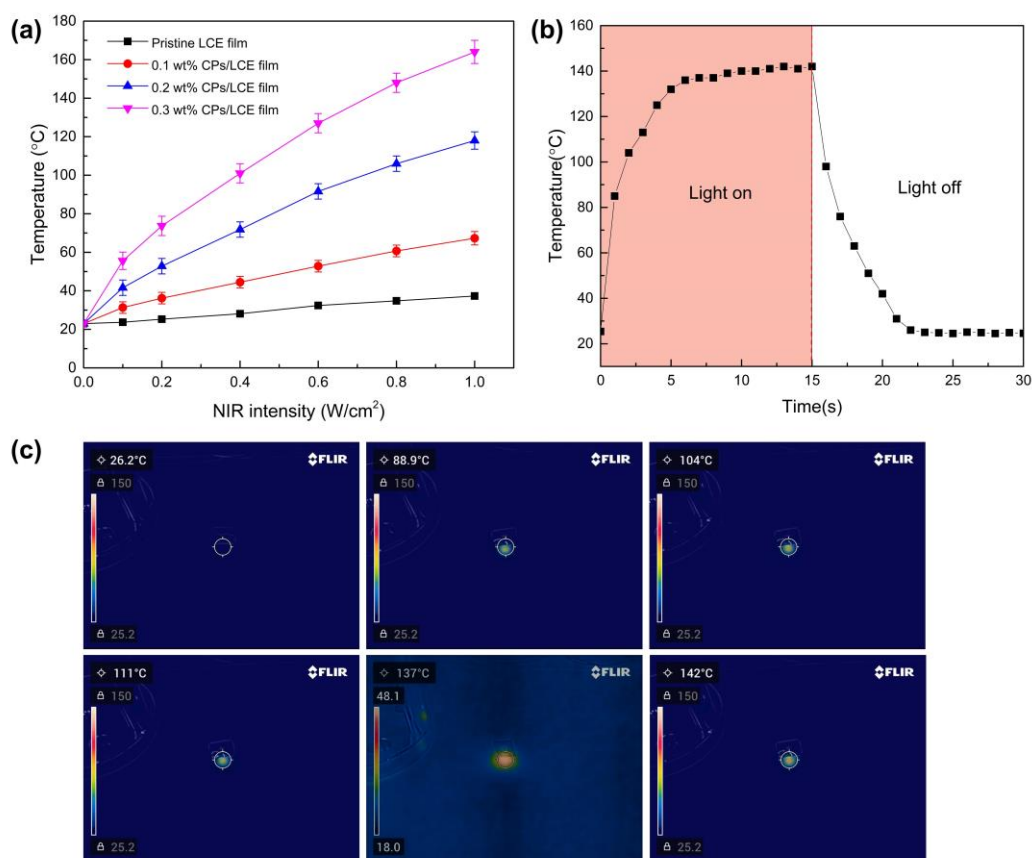 (a)
180
160
140
120
100
80
60
40
20
0
Temperature (°C)
Pristine LCE film
0.1 wt% CPs/LCE film
0.2 wt% CPs/LCE film
0.3 wt% CPs/LCE film
0.0 0.2 0.4 0.6 0.8 1.0
NIR intensity (W/cm²)
(b)
160
140
120
100
80
60
40
20
Temperature(°C)
Light on
Light off
0 5 10 15 20 25 30
Time(s)
(c)
26.2°C FLIR
150
25.2
88.9°C FLIR
150
25.2
104°C FLIR
150
25.2
111°C FLIR
150
25.2
137°C FLIR
48.1
18.0
142°C FLIR
150
25.2